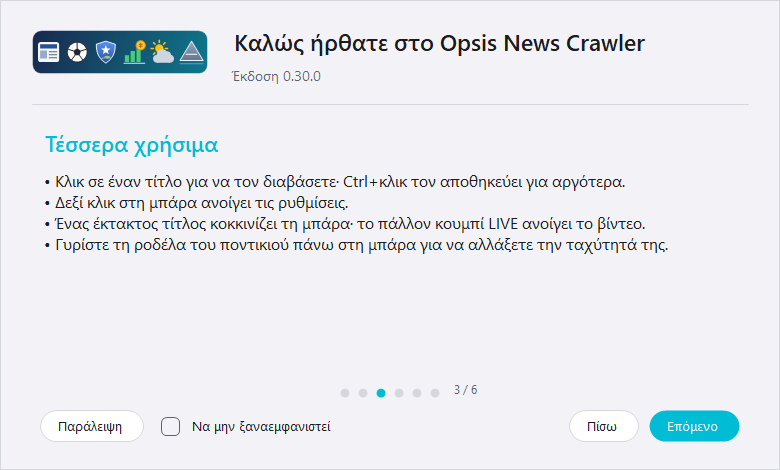 Καλώς ήρθατε στο Opsis News Crawler
Έκδοση 0.30.0
Τέσσερα χρήσιμα
• Κλικ σε έναν τίτλο για να τον διαβάσετε· Ctrl+κλικ τον αποθηκεύει για αργότερα.
• Δεξί κλικ στη μπάρα ανοίγει τις ρυθμίσεις.
• Ένας έκτακτος τίτλος κοκκινίζει τη μπάρα· το πάλλον κουμπί LIVE ανοίγει το βίντεο.
• Γυρίστε τη ροδέλα του ποντικιού πάνω στη μπάρα για να αλλάξετε την ταχύτητά της.
3 / 6
Παράλειψη
Να μην ξαναεμφανιστεί
Πίσω
Επόμενο